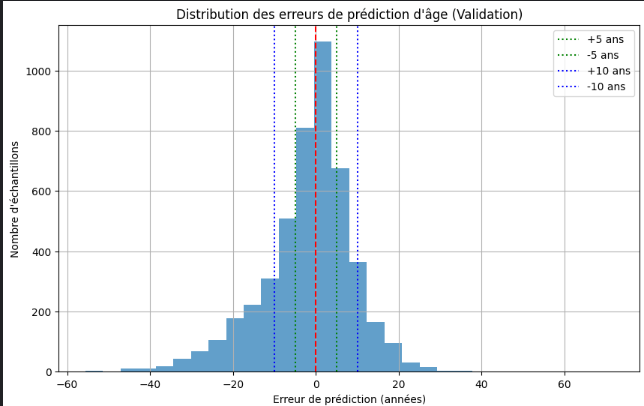 Distribution des erreurs de prédiction d'âge (Validation)
+5 ans
-5 ans
+10 ans
-10 ans
1000
800
600
400
200
0
Nombre d'échantillons
−60
−40
−20
0
20
40
60
Erreur de prédiction (années)